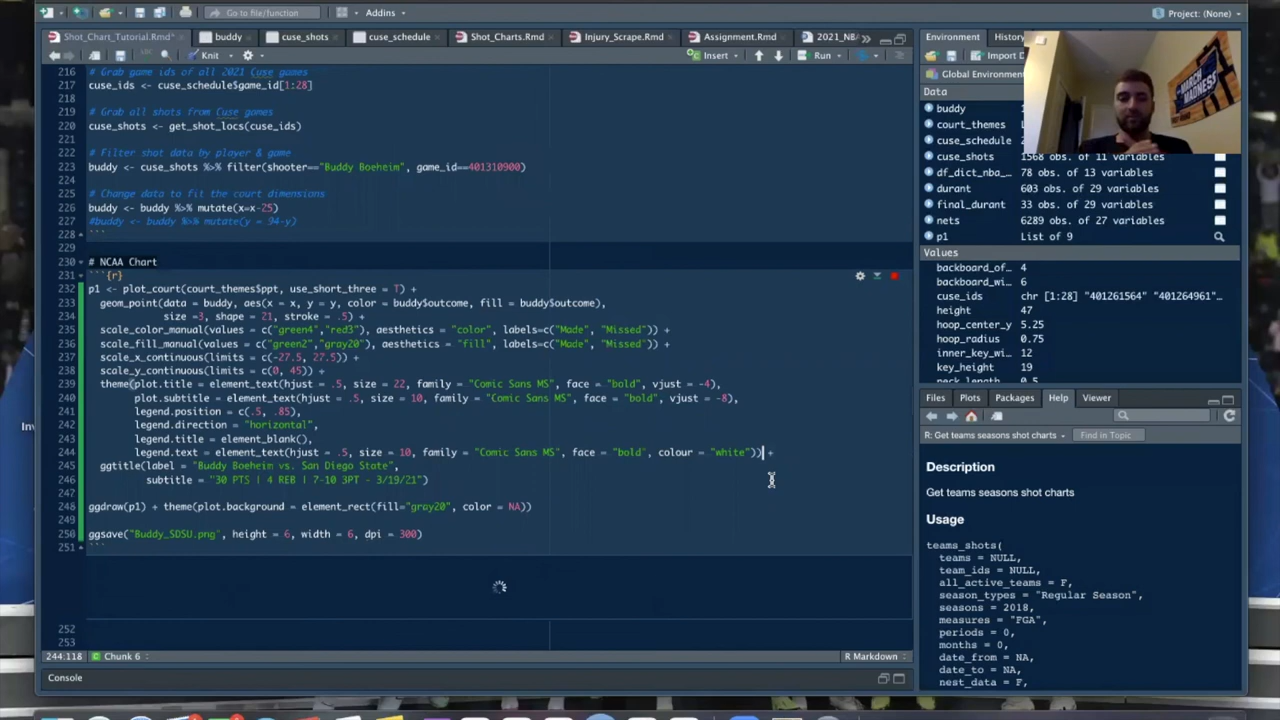 Go to file/function
Addins
Project: (None)
Shot_Chart_Tutorial.Rmd*
buddy
cuse_shots
cuse_schedule
Shot_Charts.Rmd
Injury_Scrape.Rmd
Assignment.Rmd
2021_NBA
Environment
History
Knit
Insert
Run
Import D
216 # Grab game ids of all 2021 Cuse games
217 cuse_ids <- cuse_schedule$game_id[1:28]
218
219 # Grab all shots from Cuse games
220 cuse_shots <- get_shot_locs(cuse_ids)
221
222 # Filter shot data by player & game
223 buddy <- cuse_shots %>% filter(shooter=="Buddy Boeheim", game_id==401310900)
224
225 # Change data to fit the court dimensions
226 buddy <- buddy %>% mutate(x=x-25)
227 #buddy <- buddy %>% mutate(y = 94-y)
228 ```
229
230 # NCAA Chart
231 ```{r}
232 p1 <- plot_court(court_themes$ppt, use_short_three = T) +
233 geom_point(data = buddy, aes(x = x, y = y, color = buddy$outcome, fill = buddy$outcome),
234 size =3, shape = 21, stroke = .5) +
235 scale_color_manual(values = c("green4","red3"), aesthetics = "color", labels=c("Made", "Missed")) +
236 scale_fill_manual(values = c("green2","gray20"), aesthetics = "fill", labels=c("Made", "Missed")) +
237 scale_x_continuous(limits = c(-27.5, 27.5)) +
238 scale_y_continuous(limits = c(0, 45)) +
239 theme(plot.title = element_text(hjust = .5, size = 22, family = "Comic Sans MS", face = "bold", vjust = -4),
240 plot.subtitle = element_text(hjust = .5, size = 10, family = "Comic Sans MS", face = "bold", vjust = -8),
241 legend.position = c(.5, .85),
242 legend.direction = "horizontal",
243 legend.title = element_blank(),
244 legend.text = element_text(hjust = .5, size = 10, family = "Comic Sans MS", face = "bold", colour = "white")) +
245 ggtitle(label = "Buddy Boeheim vs. San Diego State",
246 subtitle = "30 PTS | 4 REB | 7-10 3PT - 3/19/21")
247
248 ggdraw(p1) + theme(plot.background = element_rect(fill="gray20", color = NA))
249
250 ggsave("Buddy_SDSU.png", height = 6, width = 6, dpi = 300)
251 ```
252
253
244:118
Chunk 6
R Markdown
Console
Global Environme
Data
buddy
court_themes
cuse_schedule
cuse_shots 1568 obs. of 11 variables
df_dict_nba_… 78 obs. of 13 variables
durant 603 obs. of 29 variables
final_durant 33 obs. of 29 variables
nets 6289 obs. of 27 variables
p1 List of 9
Values
backboard_of… 4
backboard_wi… 6
cuse_ids chr [1:28] "401261564" "401264961"…
height 47
hoop_center_y 5.25
hoop_radius 0.75
inner_key_wi… 12
key_height 19
MARCH
MADNESS
Files
Plots
Packages
Help
Viewer
R: Get teams seasons shot charts
Find in Topic
Description
Get teams seasons shot charts
Usage
teams_shots(
teams = NULL,
team_ids = NULL,
all_active_teams = F,
season_types = "Regular Season",
seasons = 2018,
measures = "FGA",
periods = 0,
months = 0,
date_from = NA,
date_to = NA,
nest_data = F,